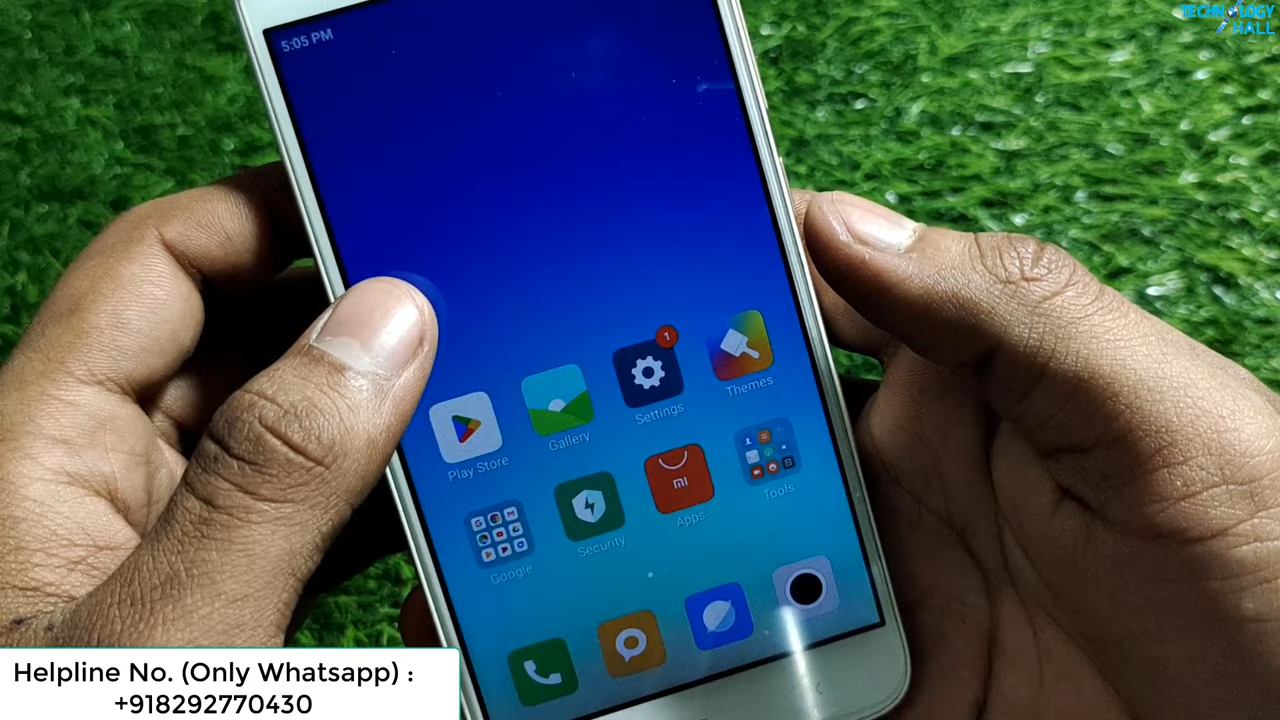 TECHNOLOGY
HALL
5:05 PM
1
Play Store
Gallery
Settings
Themes
Google
Security
MI
Apps
Tools
Helpline No. (Only Whatsapp) :
+918292770430